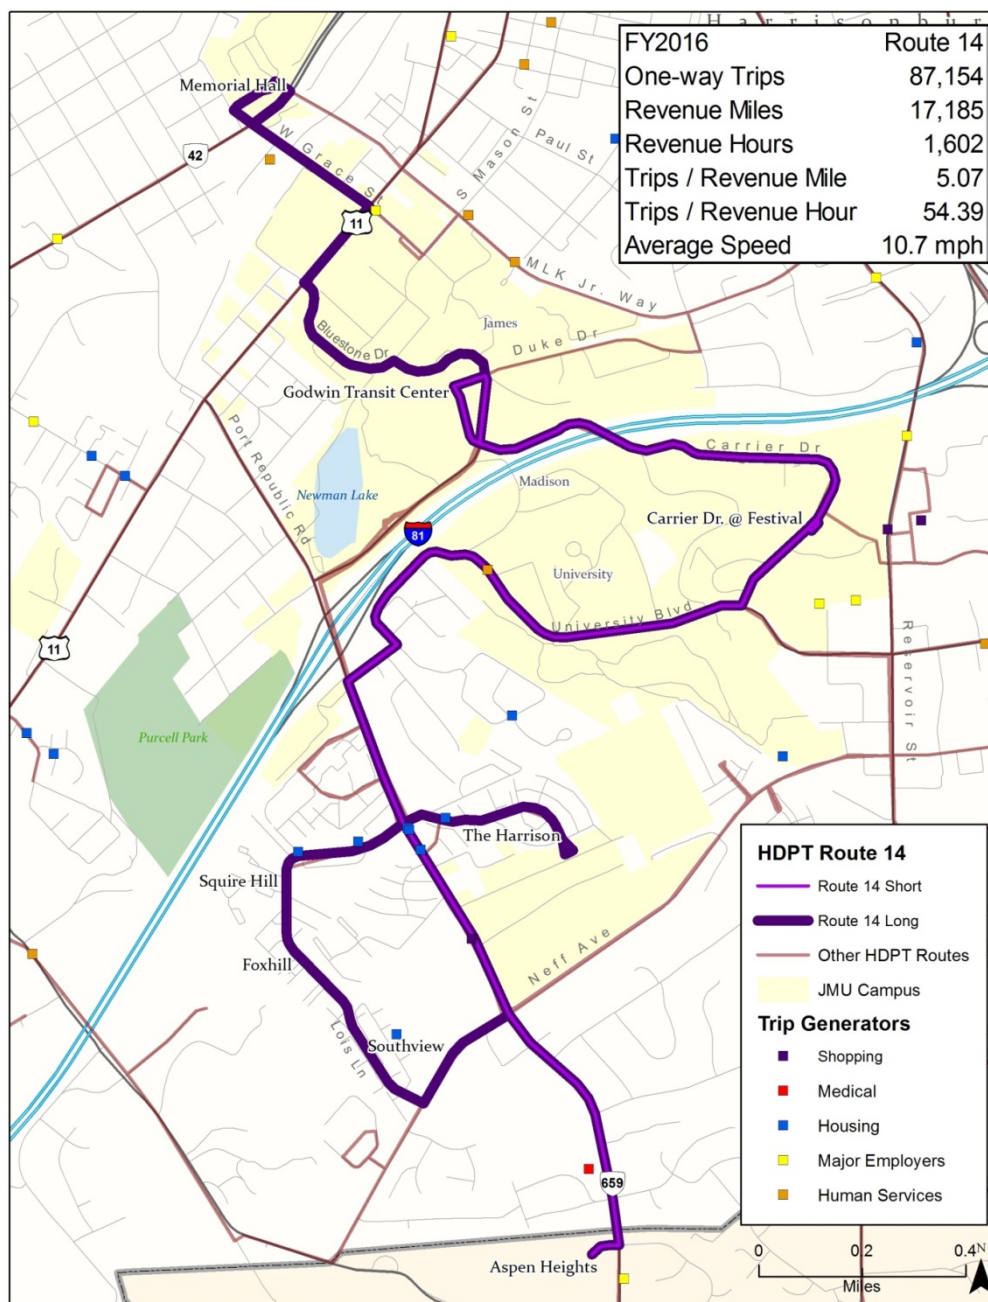 Harrisonbur
FY2016 Route 14
One-way Trips 87,154
Revenue Miles 17,185
Revenue Hours 1,602
Trips / Revenue Mile 5.07
Trips / Revenue Hour 54.39
Average Speed 10.7 mph
Memorial Hall
42
W Grace St
S Mason St
Paul St
11
MLK Jr. Way
James
Duke Dr
Bluestone Dr
Godwin Transit Center
Port Republic Rd
Carrier Dr
Newman Lake
Madison
Carrier Dr. @ Festival
81
University
University Blvd
11
Reservoir St
Purcell Park
The Harrison
Squire Hill
Foxhill
Neff Ave
Lois Ln
Southview
659
Aspen Heights
HDPT Route 14
Route 14 Short
Route 14 Long
Other HDPT Routes
JMU Campus
Trip Generators
Shopping
Medical
Housing
Major Employers
Human Services
0 0.2 0.4
N
Miles